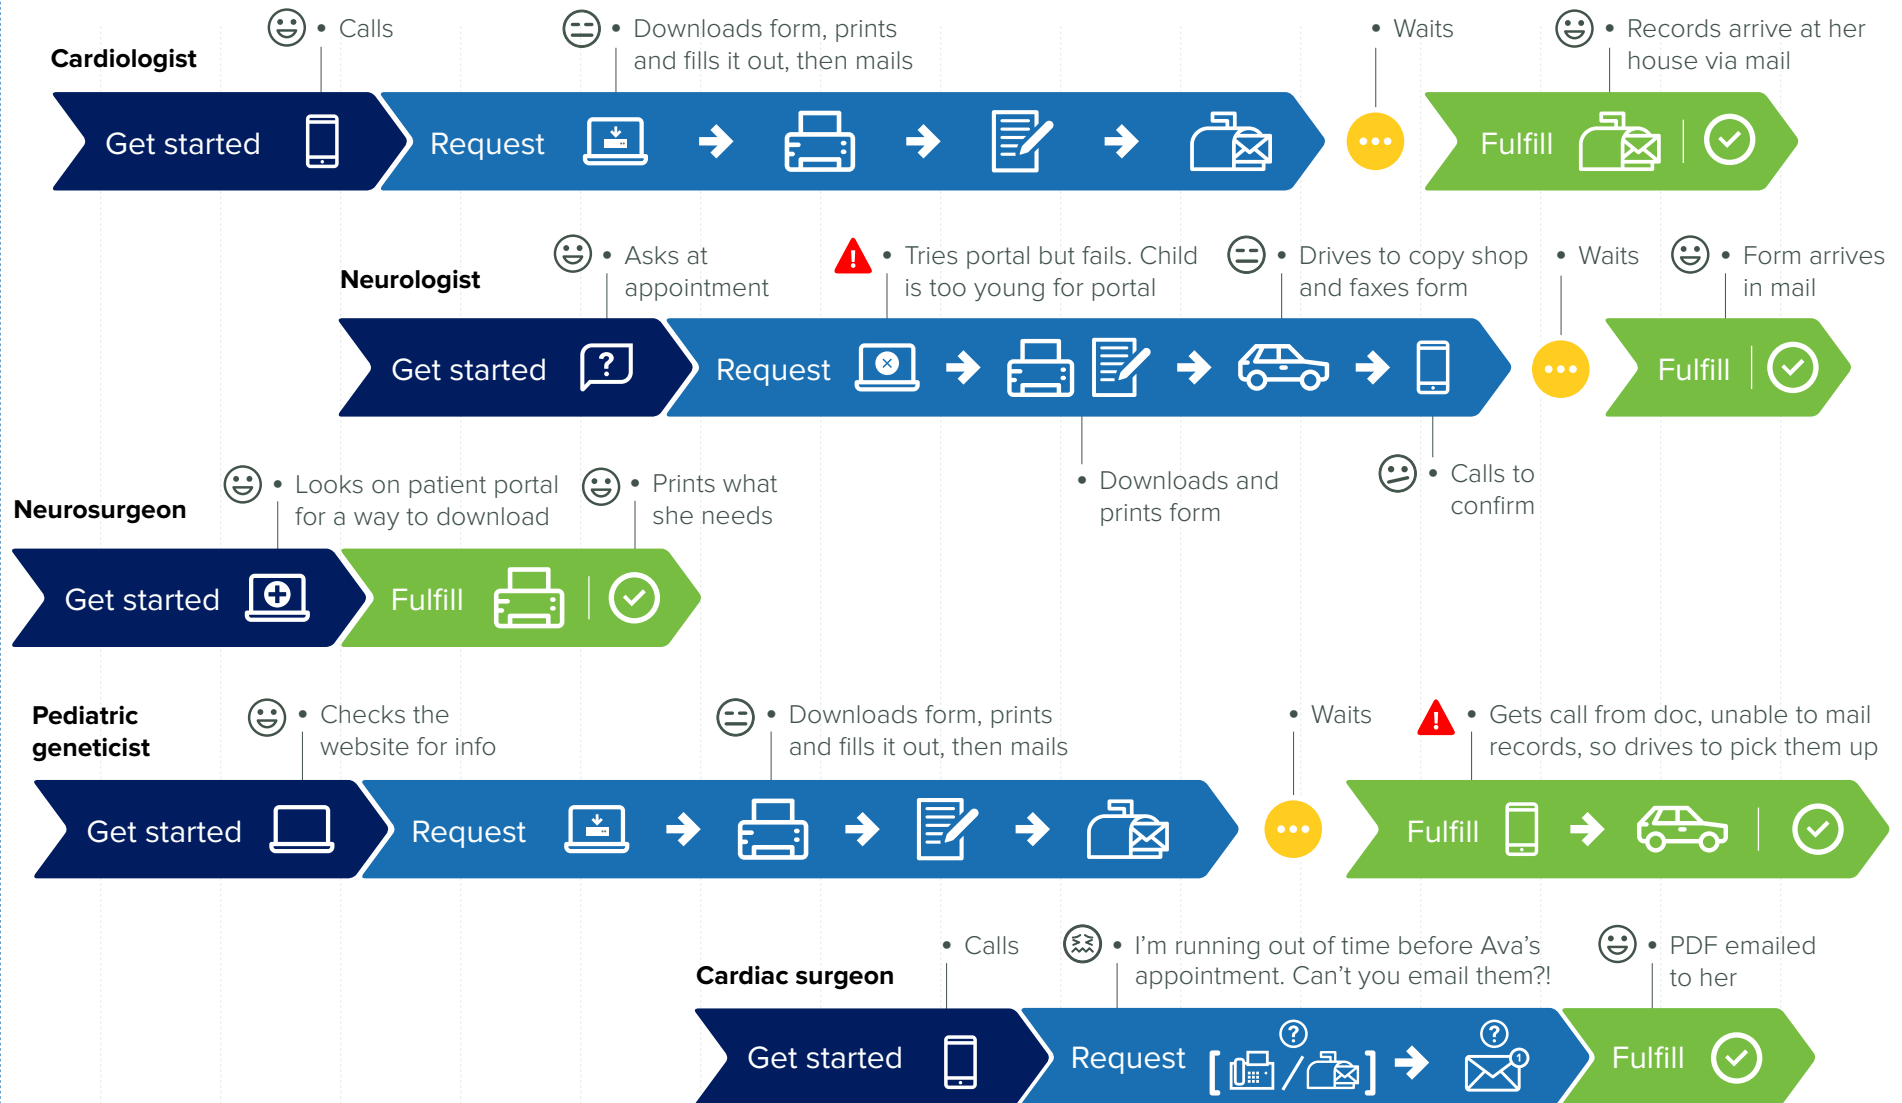 Cardiologist
• Calls
• Downloads form, prints
and fills it out, then mails
• Waits
• Records arrive at her
house via mail
Get started
Request
Fulfill
Neurologist
• Asks at
appointment
• Tries portal but fails. Child
is too young for portal
• Drives to copy shop
and faxes form
• Waits
• Form arrives
in mail
Get started
?
Request
Fulfill
• Downloads and
prints form
• Calls to
confirm
Neurosurgeon
• Looks on patient portal
for a way to download
• Prints what
she needs
Get started
Fulfill
Pediatric
geneticist
• Checks the
website for info
• Downloads form, prints
and fills it out, then mails
• Waits
• Gets call from doc, unable to mail
records, so drives to pick them up
Get started
Request
Fulfill
Cardiac surgeon
• Calls
• I'm running out of time before Ava's
appointment. Can't you email them?!
• PDF emailed
to her
Get started
Request
[ / ]
?
?
1
Fulfill